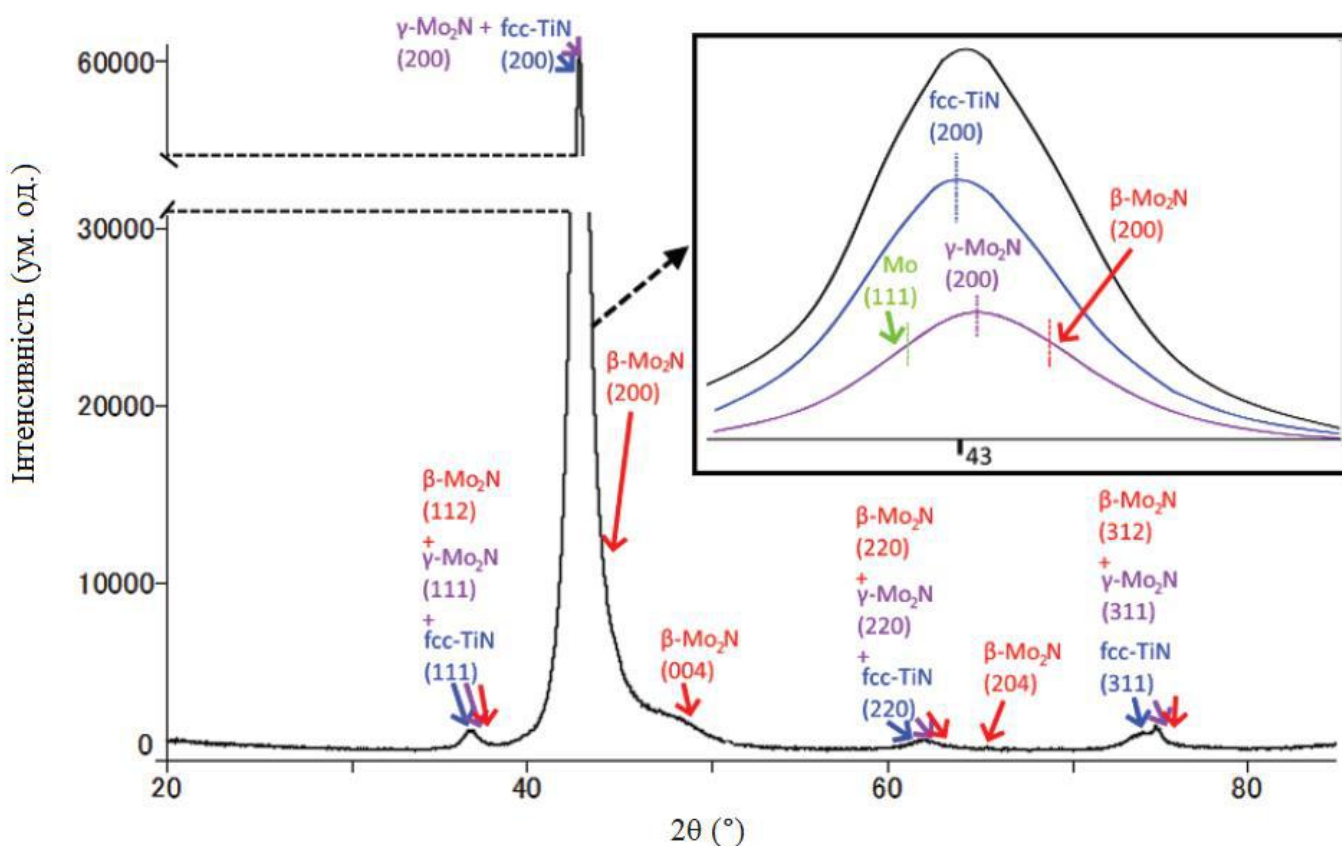 γ-Mo₂N + fcc-TiN
(200) (200)
60000
30000
20000
10000
0
Інтенсивність (ум. од.)
fcc-TiN
(200)
β-Mo₂N
(200)
γ-Mo₂N
(200)
Mo
(111)
43
β-Mo₂N
(200)
β-Mo₂N
(112)
+
γ-Mo₂N
(111)
+
fcc-TiN
(111)
β-Mo₂N
(004)
β-Mo₂N
(220)
+
γ-Mo₂N
(220)
+
fcc-TiN
(220)
β-Mo₂N
(204)
β-Mo₂N
(312)
+
γ-Mo₂N
(311)
fcc-TiN
(311)
20 40 60 80
2θ (°)